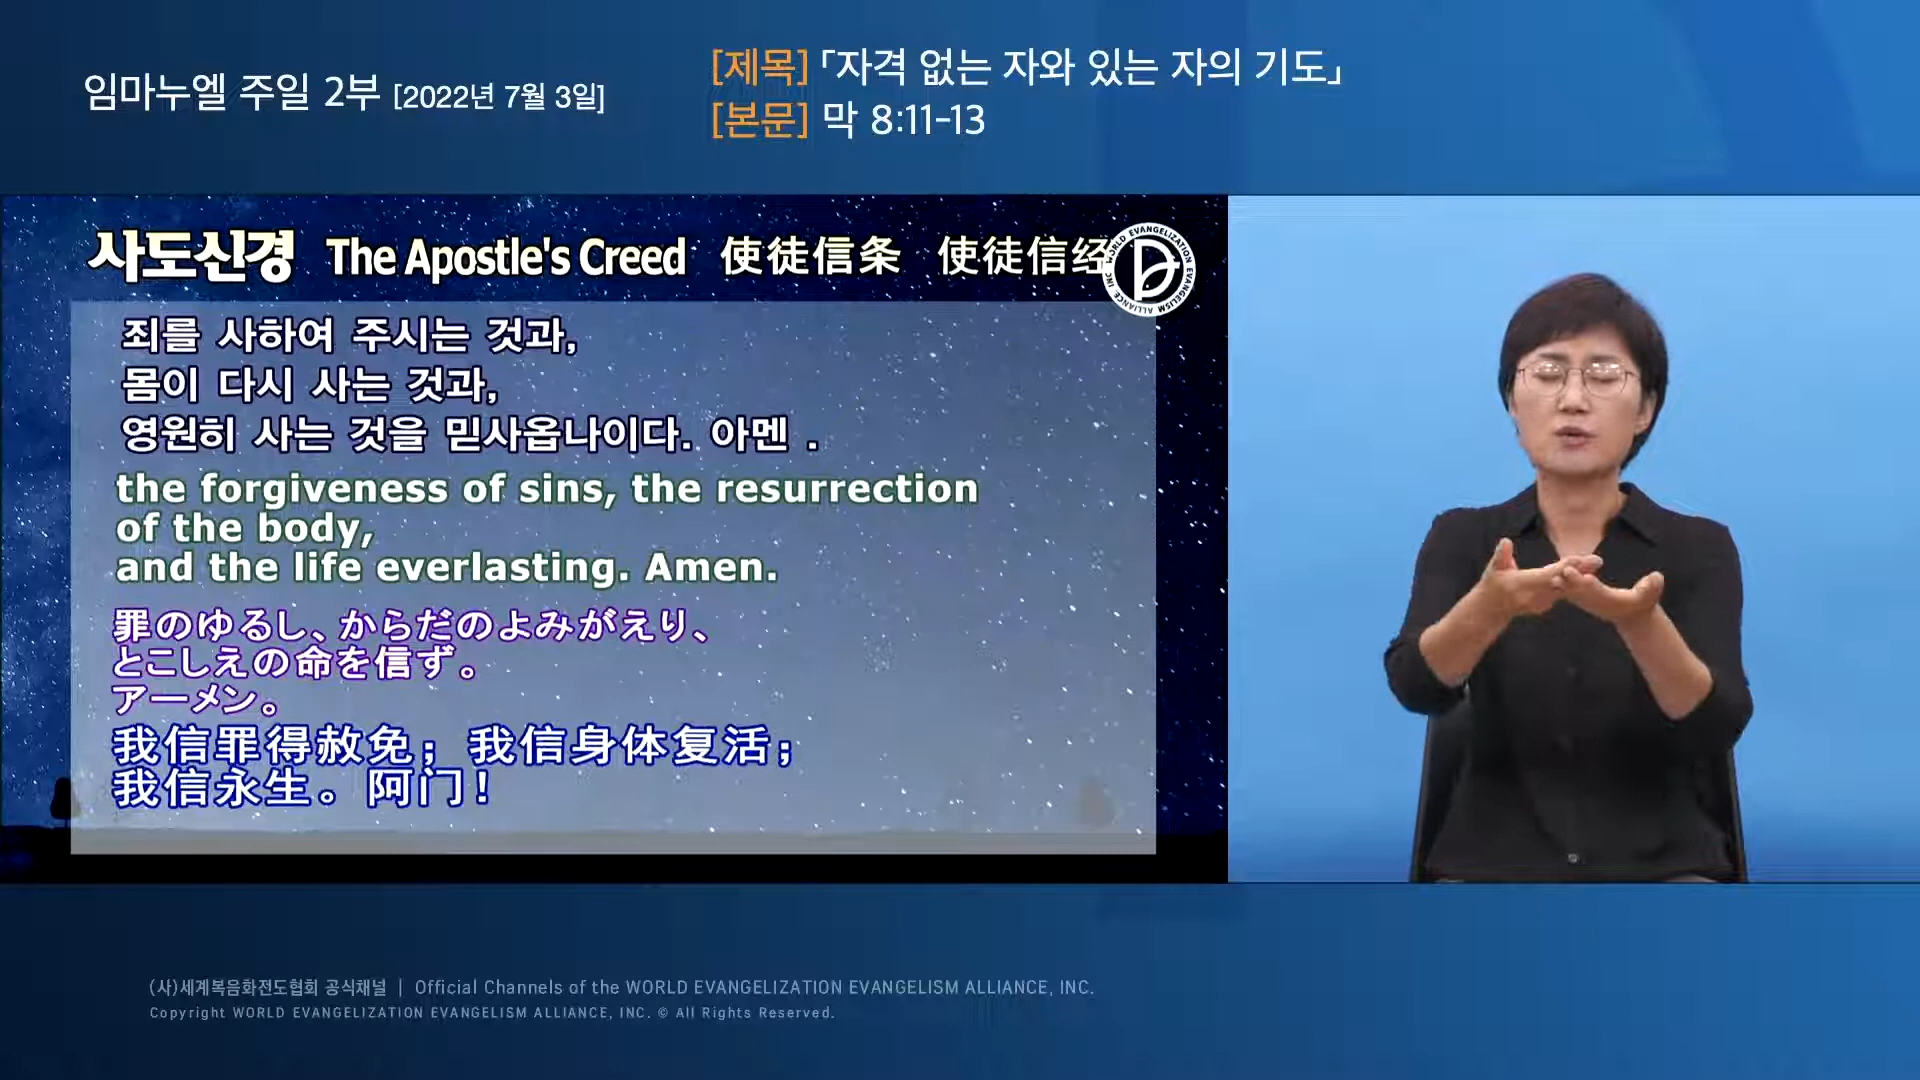 임마누엘 주일 2부 [2022년 7월 3일]
[제목] 「자격 없는 자와 있는 자의 기도」
[본문] 막 8:11-13
사도신경 The Apostle's Creed 使徒信条 使徒信经
WORLD EVANGELIZATION EVANGELISM ALLIANCE INC
죄를 사하여 주시는 것과,
몸이 다시 사는 것과,
영원히 사는 것을 믿사옵나이다. 아멘 .
the forgiveness of sins, the resurrection
of the body,
and the life everlasting. Amen.
罪のゆるし、からだのよみがえり、
とこしえの命を信ず。
アーメン。
我信罪得赦免；我信身体复活；
我信永生。阿门！
(사)세계복음화전도협회 공식채널 | Official Channels of the WORLD EVANGELIZATION EVANGELISM ALLIANCE, INC.
Copyright WORLD EVANGELIZATION EVANGELISM ALLIANCE, INC. © All Rights Reserved.